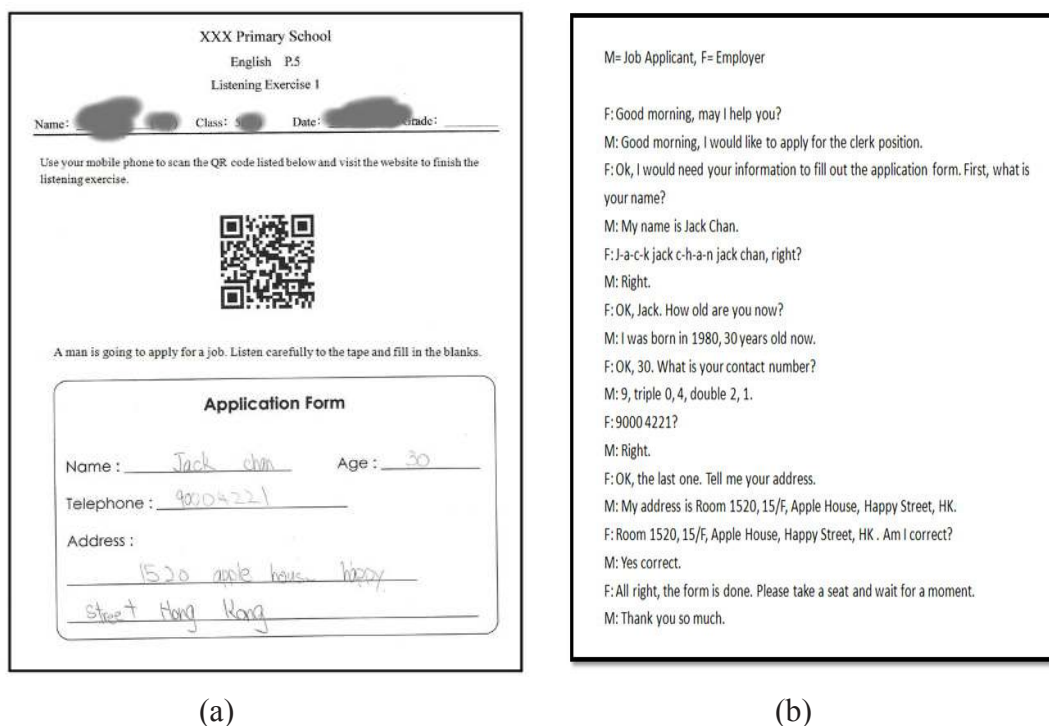 XXX Primary School
English P.5
Listening Exercise 1
Name: Class: 5 Date: Grade:
Use your mobile phone to scan the QR code listed below and visit the website to finish the
listening exercise.
A man is going to apply for a job. Listen carefully to the tape and fill in the blanks.
Application Form
Name : Jack chan Age : 30
Telephone : 90004221
Address :
1520 apple hous happy
street Hong Kong
(a)
M= Job Applicant, F= Employer
F: Good morning, may I help you?
M: Good morning, I would like to apply for the clerk position.
F: Ok, I would need your information to fill out the application form. First, what is
your name?
M: My name is Jack Chan.
F: J-a-c-k jack c-h-a-n jack chan, right?
M: Right.
F: OK, Jack. How old are you now?
M: I was born in 1980, 30 years old now.
F: OK, 30. What is your contact number?
M: 9, triple 0, 4, double 2, 1.
F: 9000 4221?
M: Right.
F: OK, the last one. Tell me your address.
M: My address is Room 1520, 15/F, Apple House, Happy Street, HK.
F: Room 1520, 15/F, Apple House, Happy Street, HK . Am I correct?
M: Yes correct.
F: All right, the form is done. Please take a seat and wait for a moment.
M: Thank you so much.
(b)